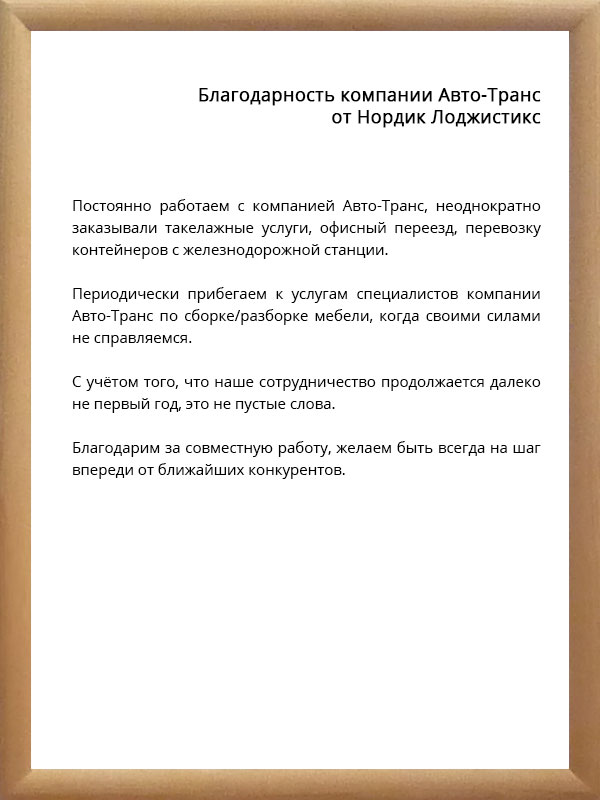 Благодарность компании Авто-Транс
от Нордик Лоджистикс
Постоянно работаем с компанией Авто-Транс, неоднократно
заказывали такелажные услуги, офисный переезд, перевозку
контейнеров с железнодорожной станции.
Периодически прибегаем к услугам специалистов компании
Авто-Транс по сборке/разборке мебели, когда своими силами
не справляемся.
С учётом того, что наше сотрудничество продолжается далеко
не первый год, это не пустые слова.
Благодарим за совместную работу, желаем быть всегда на шаг
впереди от ближайших конкурентов.